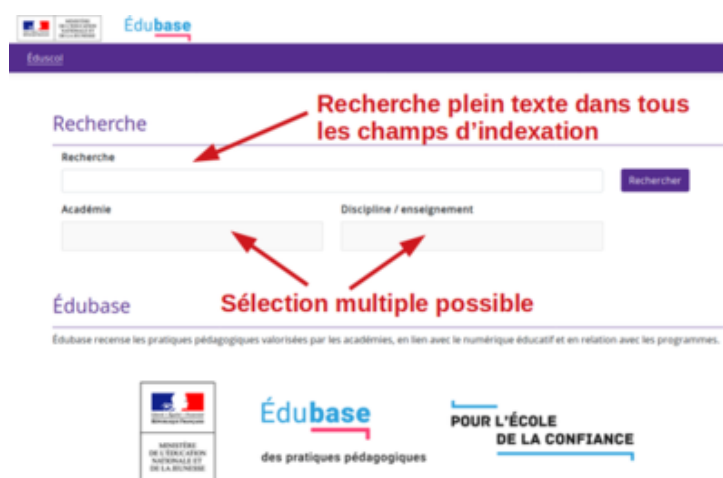 Édubase
Éduscol
Recherche plein texte dans tous
les champs d'indexation
Recherche
Recherche
Rechercher
Académie
Discipline / enseignement
Sélection multiple possible
Édubase
Édubase recense les pratiques pédagogiques valorisées par les académies, en lien avec le numérique éducatif et en relation avec les programmes.
MINISTÈRE
DE L'ÉDUCATION
NATIONALE ET
DE LA JEUNESSE
Édubase
des pratiques pédagogiques
POUR L'ÉCOLE
DE LA CONFIANCE